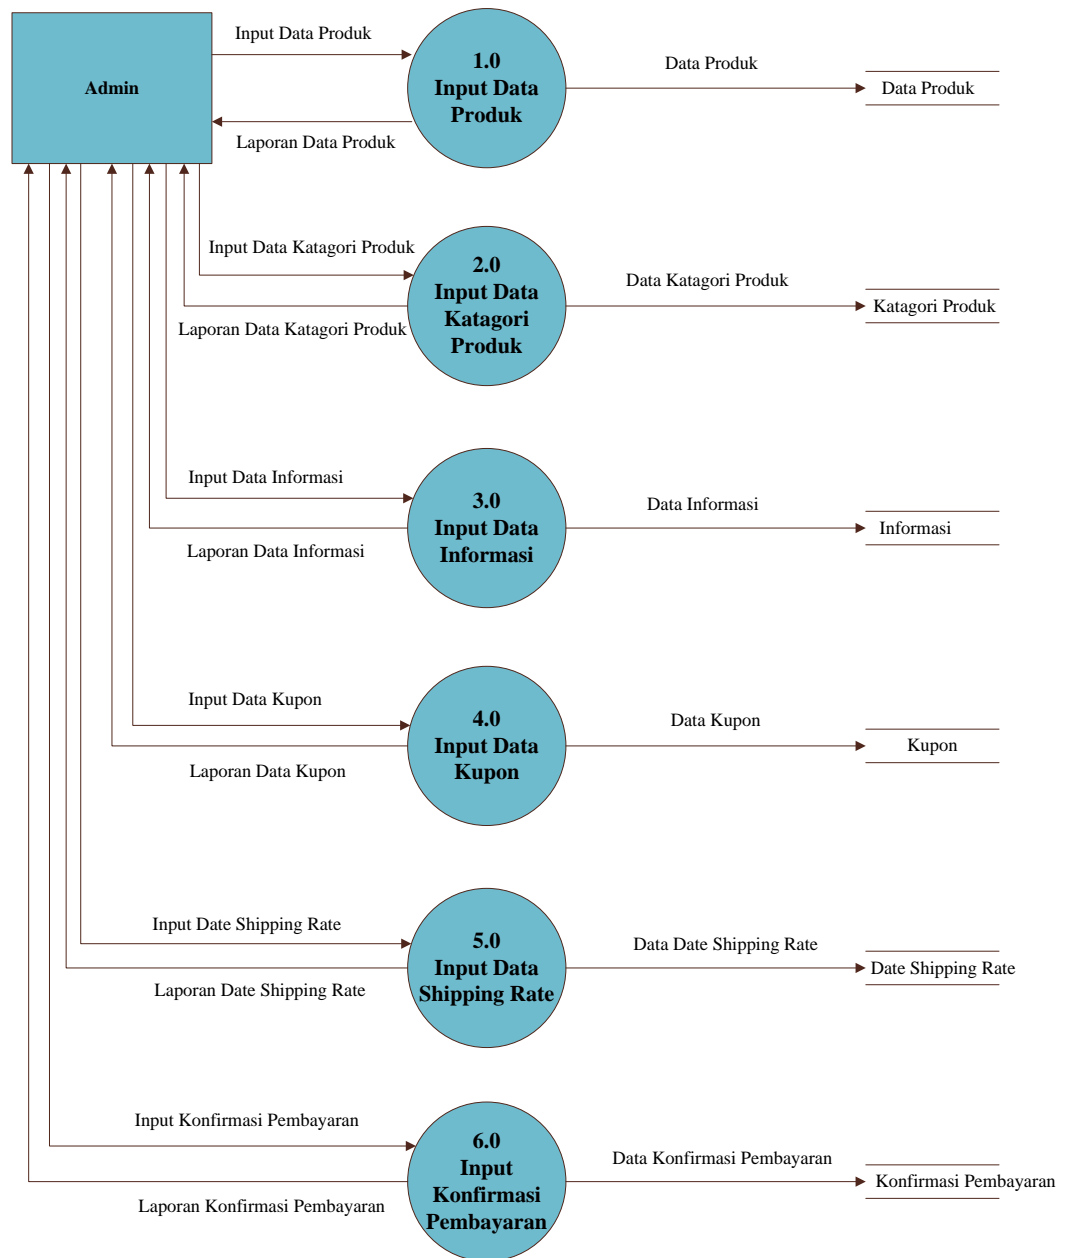 Input Data Produk
Admin
1.0
Input Data
Produk
Data Produk
Data Produk
Laporan Data Produk
Input Data Katagori Produk
2.0
Input Data
Katagori
Produk
Data Katagori Produk
Katagori Produk
Laporan Data Katagori Produk
Input Data Informasi
3.0
Input Data
Informasi
Data Informasi
Informasi
Laporan Data Informasi
Input Data Kupon
4.0
Input Data
Kupon
Data Kupon
Kupon
Laporan Data Kupon
Input Date Shipping Rate
5.0
Input Data
Shipping Rate
Data Date Shipping Rate
Date Shipping Rate
Laporan Date Shipping Rate
Input Konfirmasi Pembayaran
6.0
Input
Konfirmasi
Pembayaran
Data Konfirmasi Pembayaran
Konfirmasi Pembayaran
Laporan Konfirmasi Pembayaran